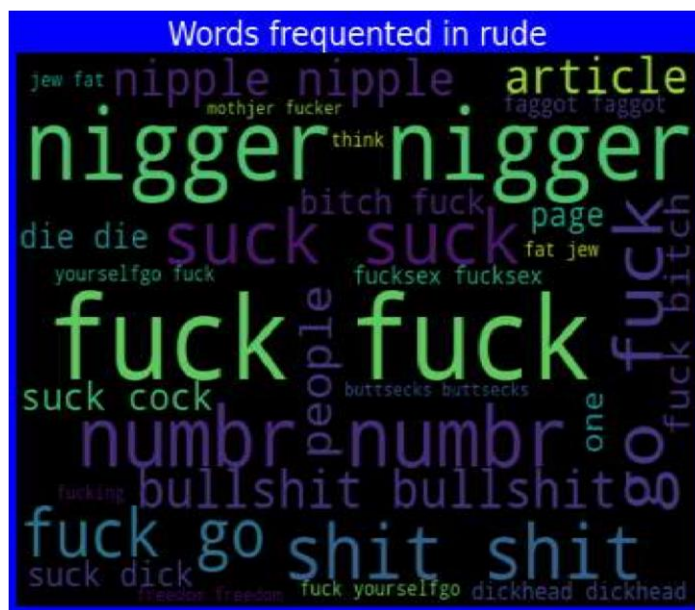 Words frequented in rude
jew fat
nipple nipple
article
mothjer fucker
faggot faggot
nigger nigger
think
bitch fuck
page
die die
suck suck
fat jew
go fuck
fuck bitch
yourselfgo fuck
fucksex fucksex
fuck fuck
people
suck cock
buttsecks buttsecks
one
numbr numbr
fucking
bullshit bullshit
fuck go
shit shit
suck dick
freedom freedom
fuck yourselfgo
dickhead dickhead